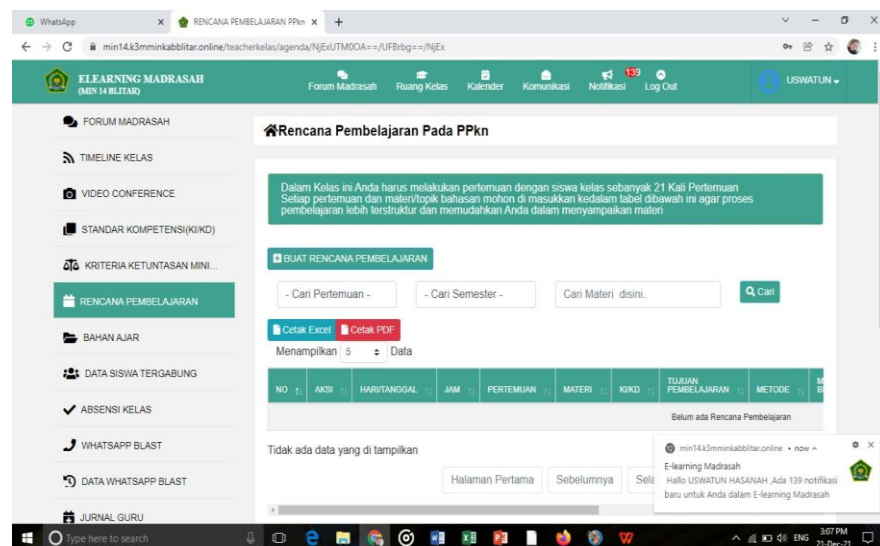 WhatsApp
RENCANA PEMBELAJARAN PPkn
min14.k3mminkabblitar.online/teacherkelas/agenda/NjExUTM0OA==/UFBrbg==/NjEx
ELEARNING MADRASAH
(MIN 14 BLITAR)
Forum Madrasah
Ruang Kelas
Kalender
Komunikasi
Notifikasi
139
Log Out
USWATUN
FORUM MADRASAH
TIMELINE KELAS
VIDEO CONFERENCE
STANDAR KOMPETENSI(KI/KD)
KRITERIA KETUNTASAN MINI...
RENCANA PEMBELAJARAN
BAHAN AJAR
DATA SISWA TERGABUNG
ABSENSI KELAS
WHATSAPP BLAST
DATA WHATSAPP BLAST
JURNAL GURU
Rencana Pembelajaran Pada PPkn
Dalam Kelas ini Anda harus melakukan pertemuan dengan siswa kelas sebanyak 21 Kali Pertemuan
Setiap pertemuan dan materi/topik bahasan mohon di masukkan kedalam tabel dibawah ini agar proses
pembelajaran lebih terstruktur dan memudahkan Anda dalam menyampaikan materi
BUAT RENCANA PEMBELAJARAN
- Cari Pertemuan -
- Cari Semester -
Cari Materi disini..
Cari
Cetak Excel
Cetak PDF
Menampilkan 5 Data
NO
AKSI
HARI/TANGGAL
JAM
PERTEMUAN
MATERI
KI/KD
TUJUAN
PEMBELAJARAN
METODE
Belum ada Rencana Pembelajaran
Tidak ada data yang di tampilkan
Halaman Pertama
Sebelumnya
Sela
min14.k3mminkabblitar.online • now
E-learning Madrasah
Hallo USWATUN HASANAH ,Ada 139 notifikasi
baru untuk Anda dalam E-learning Madrasah
Type here to search
ENG
3:07 PM
21-Dec-21